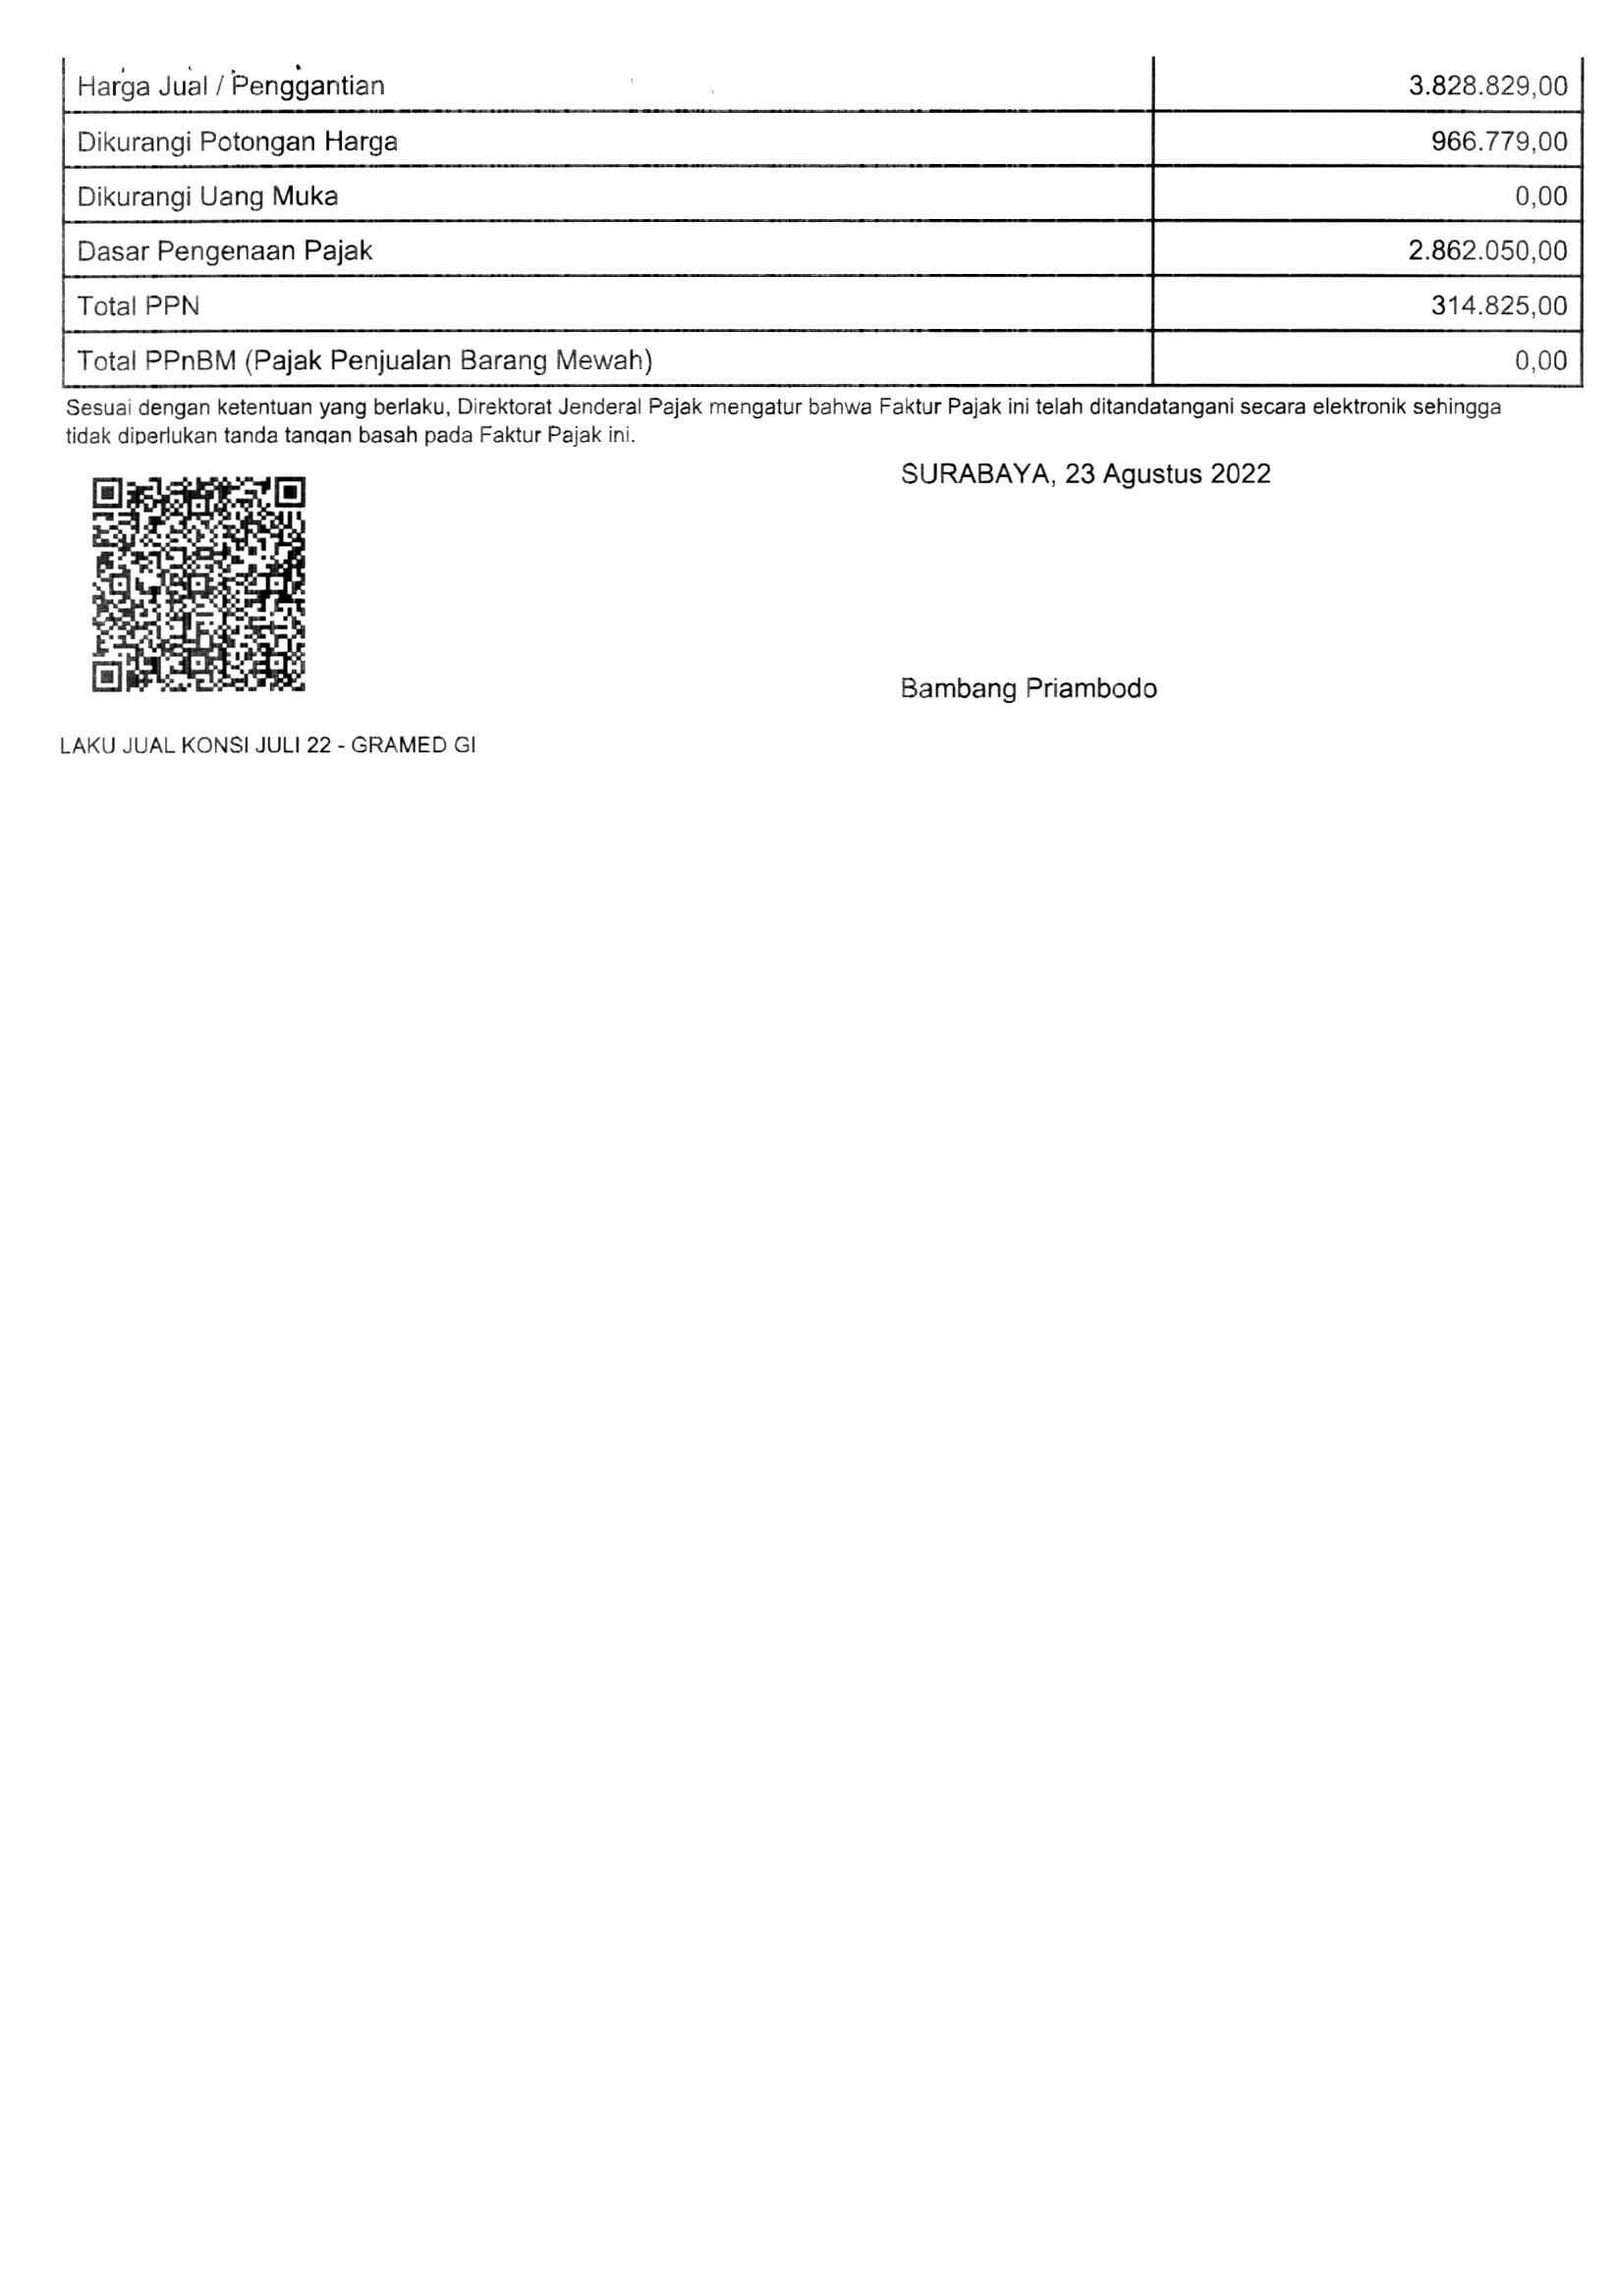 Harga Jual / Penggantian 3.828.829,00
Dikurangi Potongan Harga 966.779,00
Dikurangi Uang Muka 0,00
Dasar Pengenaan Pajak 2.862.050,00
Total PPN 314.825,00
Total PPnBM (Pajak Penjualan Barang Mewah) 0,00
Sesuai dengan ketentuan yang berlaku, Direktorat Jenderal Pajak mengatur bahwa Faktur Pajak ini telah ditandatangani secara elektronik sehingga
tidak diperlukan tanda tangan basah pada Faktur Pajak ini.
SURABAYA, 23 Agustus 2022
Bambang Priambodo
LAKU JUAL KONSI JULI 22 - GRAMED GI